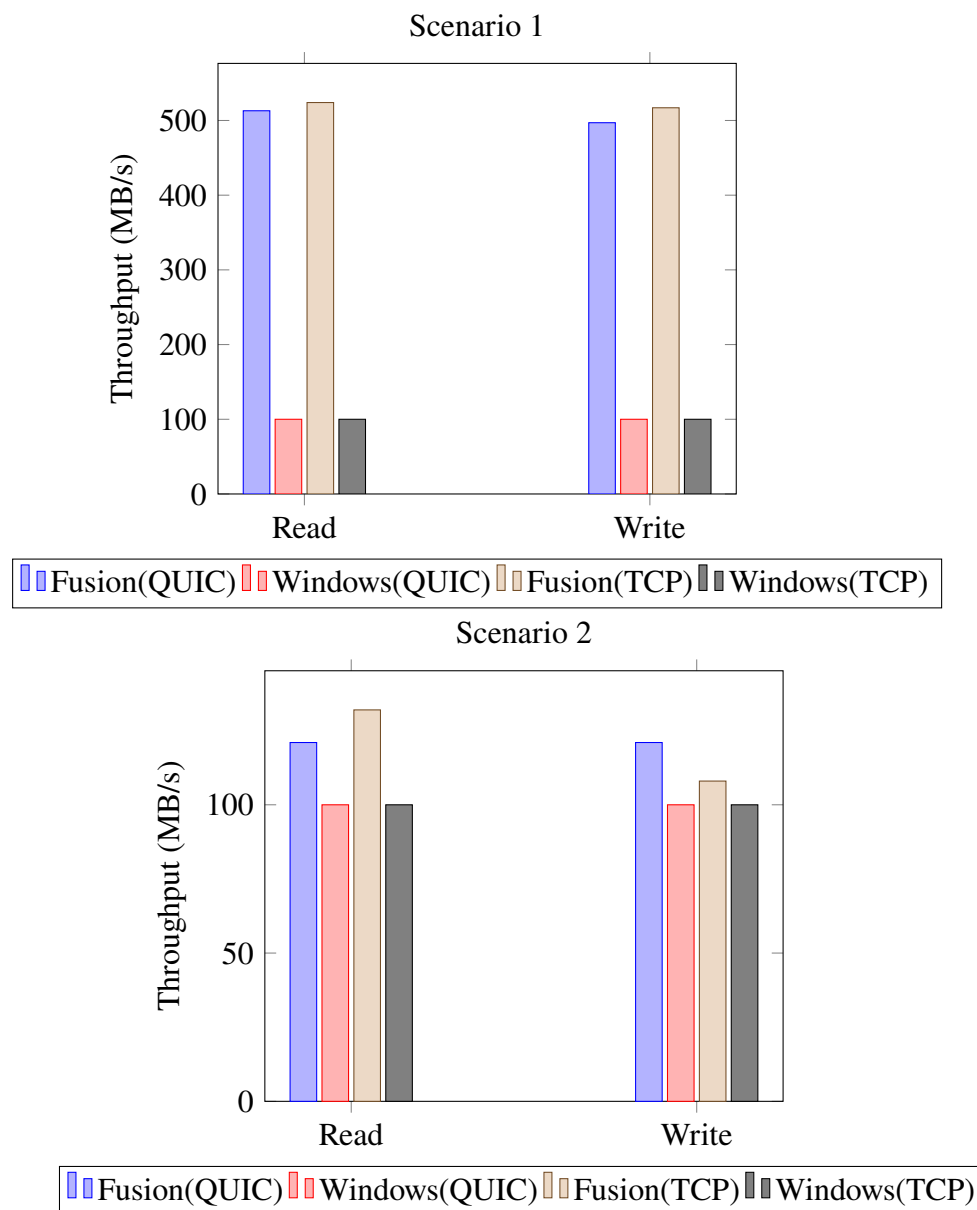 Scenario 1
Throughput (MB/s)
500
400
300
200
100
0
Read Write
Fusion(QUIC) Windows(QUIC) Fusion(TCP) Windows(TCP)
Scenario 2
Throughput (MB/s)
100
50
0
Read Write
Fusion(QUIC) Windows(QUIC) Fusion(TCP) Windows(TCP)